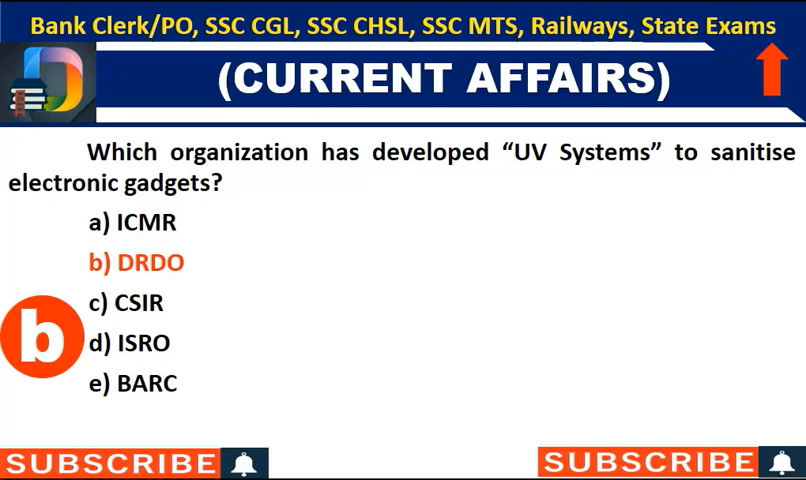 Bank Clerk/PO, SSC CGL, SSC CHSL, SSC MTS, Railways, State Exams
(CURRENT AFFAIRS)
Which organization has developed “UV Systems” to sanitise
electronic gadgets?
a) ICMR
b) DRDO
c) CSIR
b
d) ISRO
e) BARC
SUBSCRIBE
SUBSCRIBE